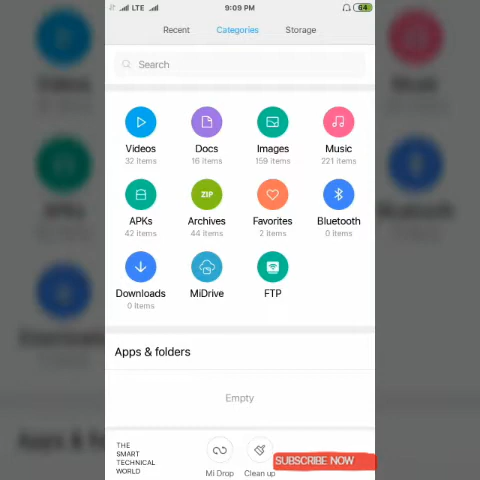 LTE 9:09 PM 64
Recent Categories Storage
Search
Videos Docs Images Music
32 items 16 items 159 items 221 items
ZIP
APKs Archives Favorites Bluetooth
42 items 44 items 2 items 0 items
Downloads MiDrive FTP
0 items
Apps & folders
Empty
THE
SMART
TECHNICAL
WORLD
Mi Drop Clean up
SUBSCRIBE NOW